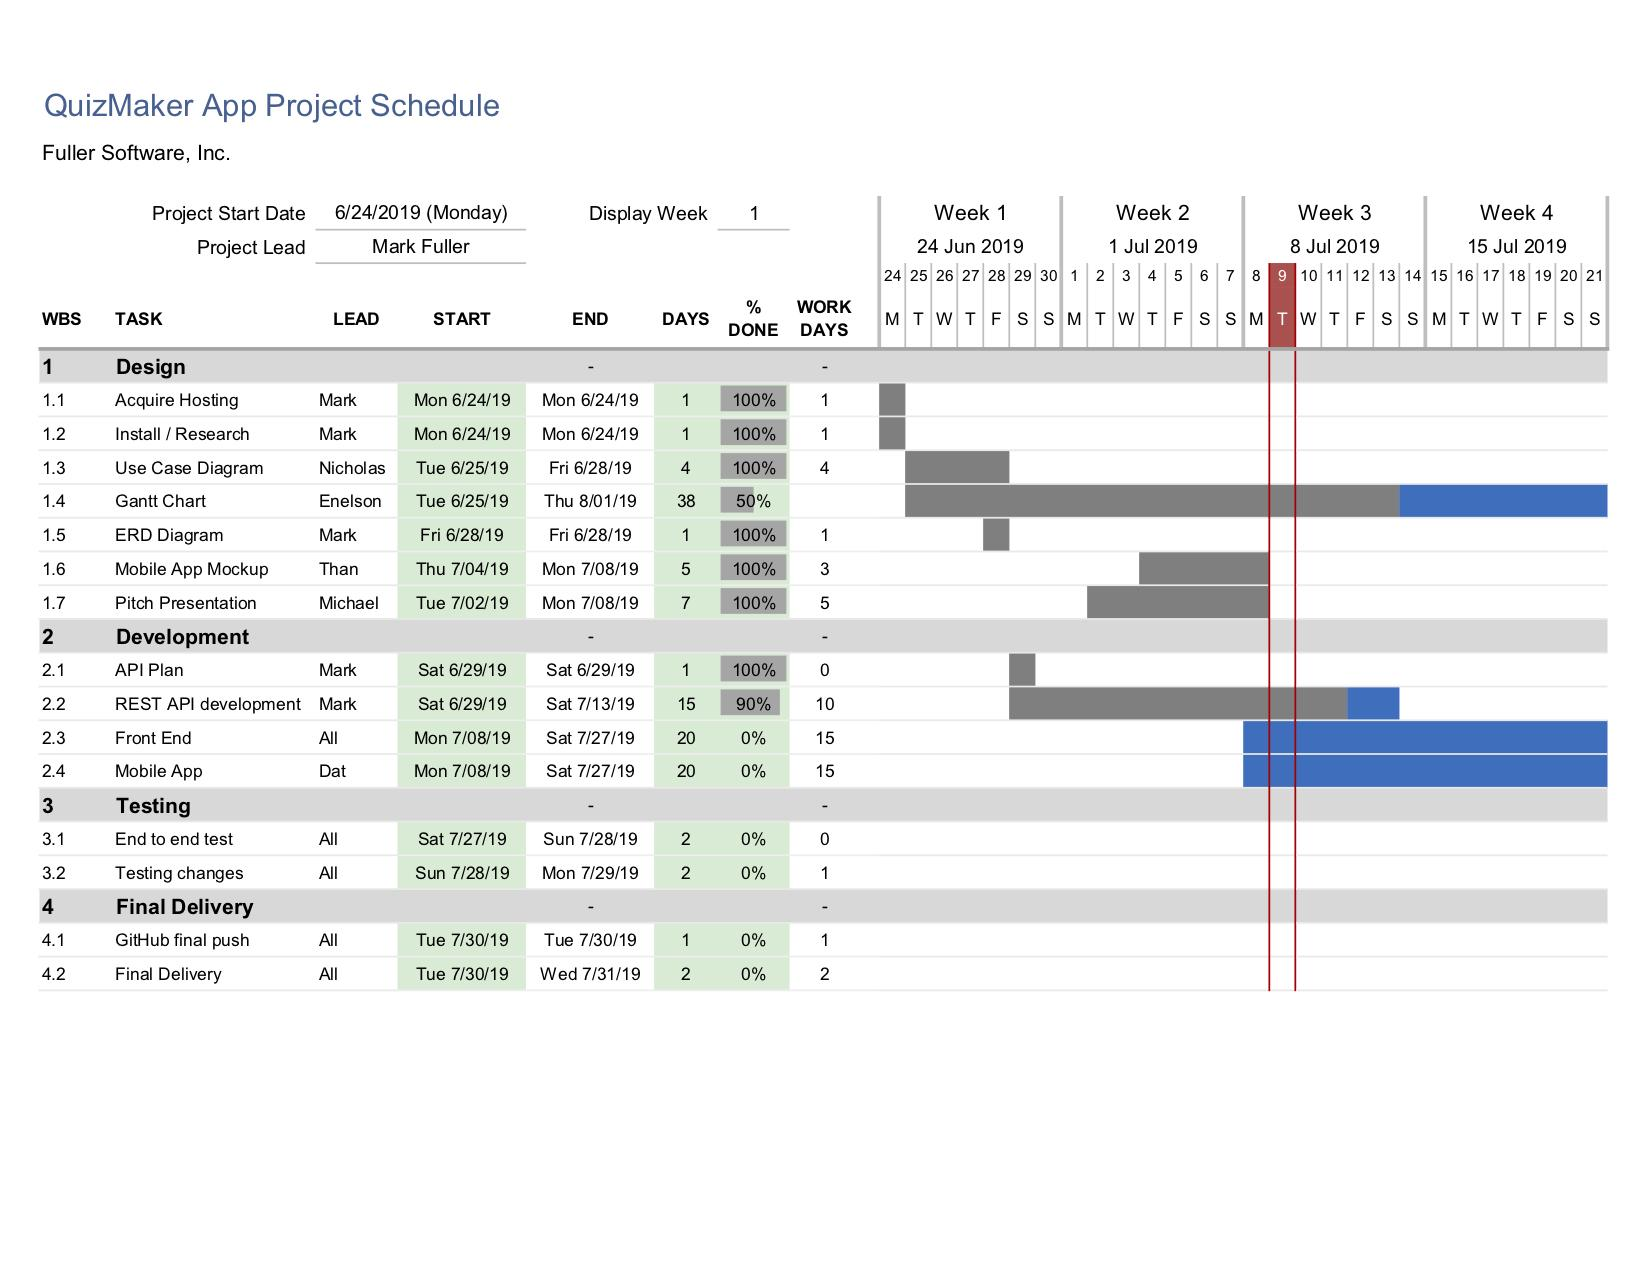 QuizMaker App Project Schedule
Fuller Software, Inc.
Project Start Date 6/24/2019 (Monday) Display Week 1 Week 1 Week 2 Week 3 Week 4
Project Lead Mark Fuller 24 Jun 2019 1 Jul 2019 8 Jul 2019 15 Jul 2019
24 25 26 27 28 29 30 1 2 3 4 5 6 7 8 9 10 11 12 13 14 15 16 17 18 19 20 21
WBS TASK LEAD START END DAYS % DONE WORK DAYS M T W T F S S M T W T F S S M T W T F S S M T W T F S S
1 Design - -
1.1 Acquire Hosting Mark Mon 6/24/19 Mon 6/24/19 1 100% 1
1.2 Install / Research Mark Mon 6/24/19 Mon 6/24/19 1 100% 1
1.3 Use Case Diagram Nicholas Tue 6/25/19 Fri 6/28/19 4 100% 4
1.4 Gantt Chart Enelson Tue 6/25/19 Thu 8/01/19 38 50%
1.5 ERD Diagram Mark Fri 6/28/19 Fri 6/28/19 1 100% 1
1.6 Mobile App Mockup Than Thu 7/04/19 Mon 7/08/19 5 100% 3
1.7 Pitch Presentation Michael Tue 7/02/19 Mon 7/08/19 7 100% 5
2 Development - -
2.1 API Plan Mark Sat 6/29/19 Sat 6/29/19 1 100% 0
2.2 REST API development Mark Sat 6/29/19 Sat 7/13/19 15 90% 10
2.3 Front End All Mon 7/08/19 Sat 7/27/19 20 0% 15
2.4 Mobile App Dat Mon 7/08/19 Sat 7/27/19 20 0% 15
3 Testing - -
3.1 End to end test All Sat 7/27/19 Sun 7/28/19 2 0% 0
3.2 Testing changes All Sun 7/28/19 Mon 7/29/19 2 0% 1
4 Final Delivery - -
4.1 GitHub final push All Tue 7/30/19 Tue 7/30/19 1 0% 1
4.2 Final Delivery All Tue 7/30/19 Wed 7/31/19 2 0% 2